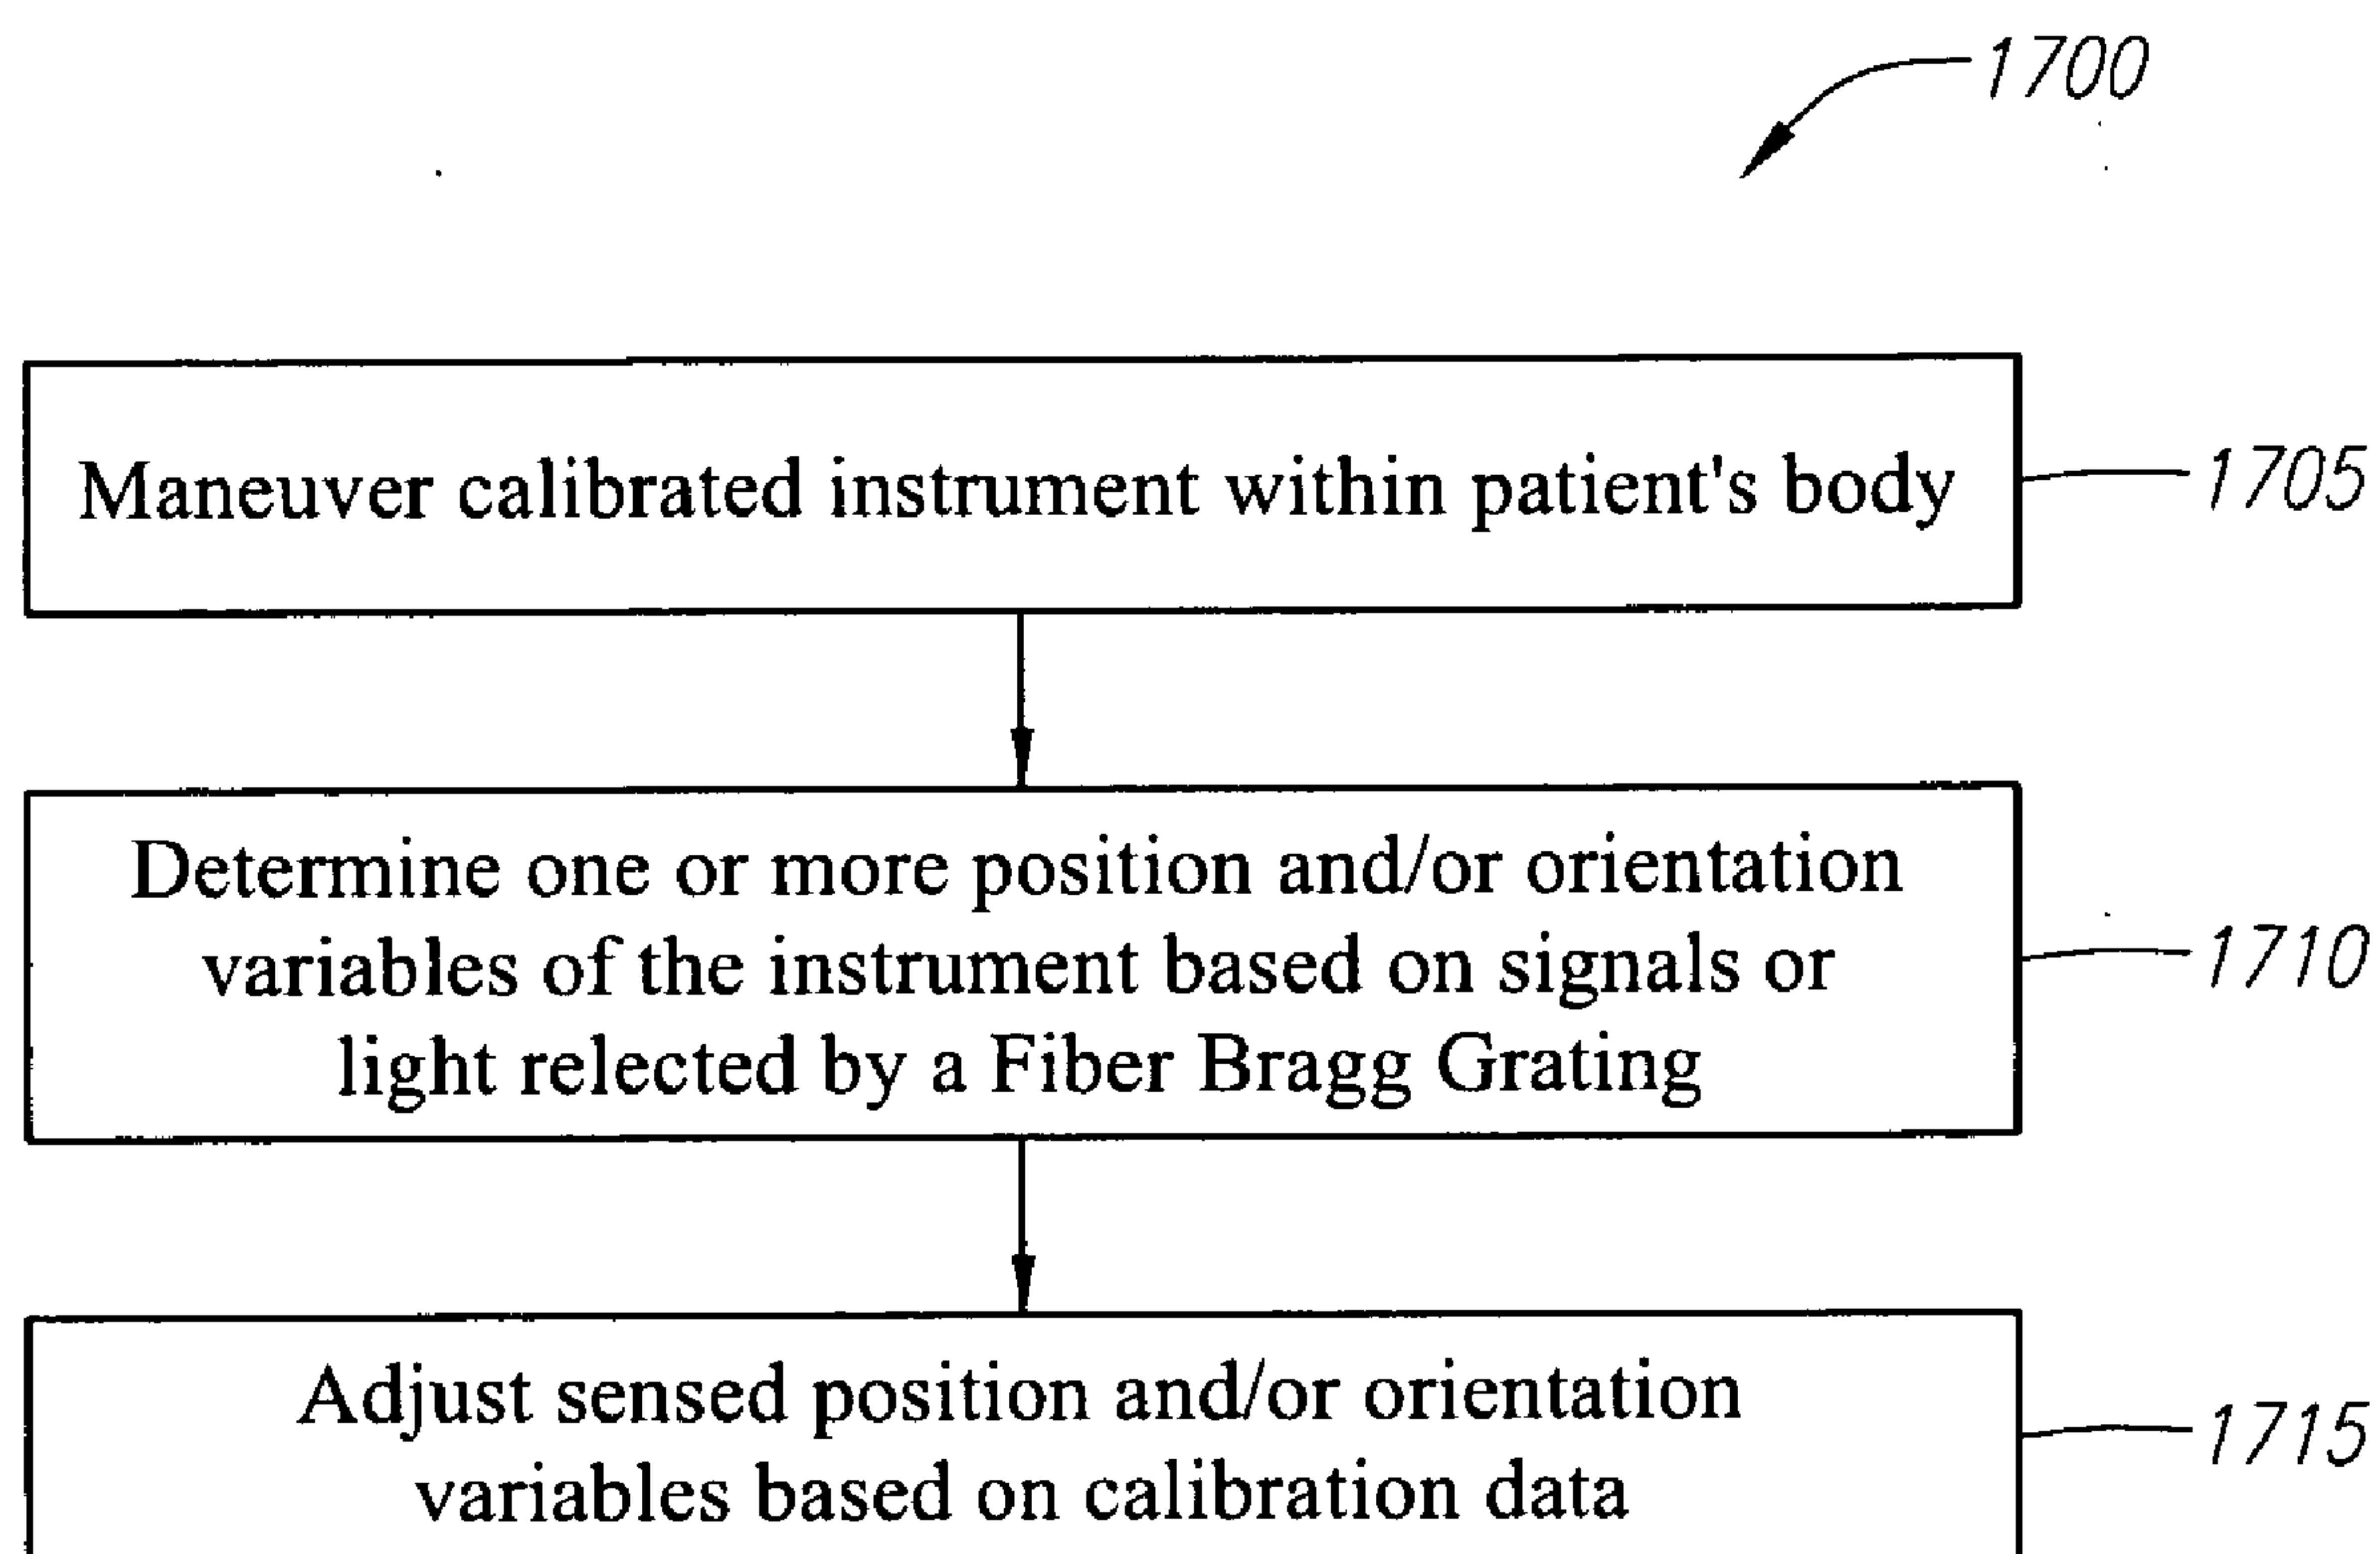 1700
Maneuver calibrated instrument within patient's body
1705
Determine one or more position and/or orientation
variables of the instrument based on signals or
1710
light relected by a Fiber Bragg Grating
Adjust sensed position and/or orientation
1715
variables based on calibration data